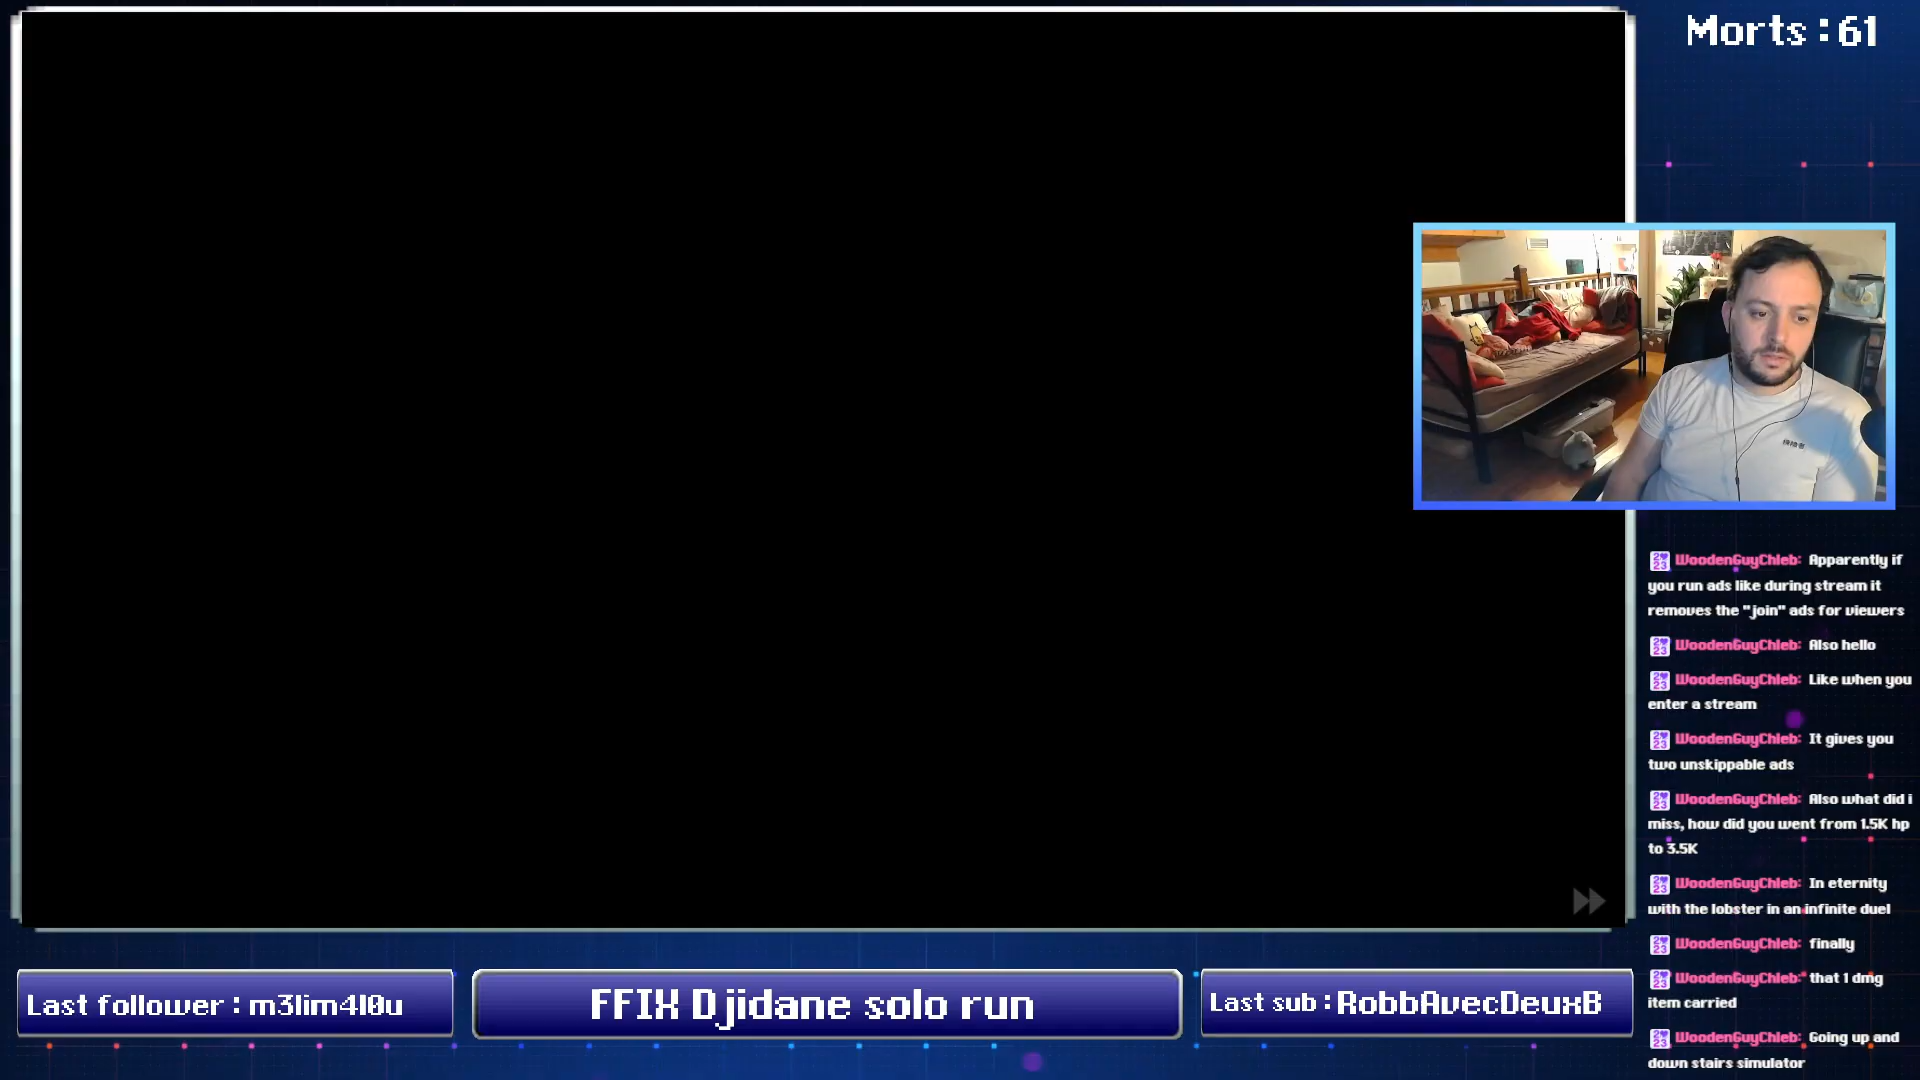 Morts : 61
WoodenGuyChleb: Apparently if
you run ads like during stream it
removes the "join" ads for viewers
WoodenGuyChleb: Also hello
WoodenGuyChleb: Like when you
enter a stream
WoodenGuyChleb: It gives you
two unskippable ads
WoodenGuyChleb: Also what did i
miss, how did you went from 1.5K hp
to 3.5K
WoodenGuyChleb: In eternity
with the lobster in an infinite duel
WoodenGuyChleb: finally
WoodenGuyChleb: that 1 dmg
item carried
WoodenGuyChleb: Going up and
down stairs simulator
Last follower : m3lim4l0u
FFIX Djidane solo run
Last sub : RobbAvecDeuxB